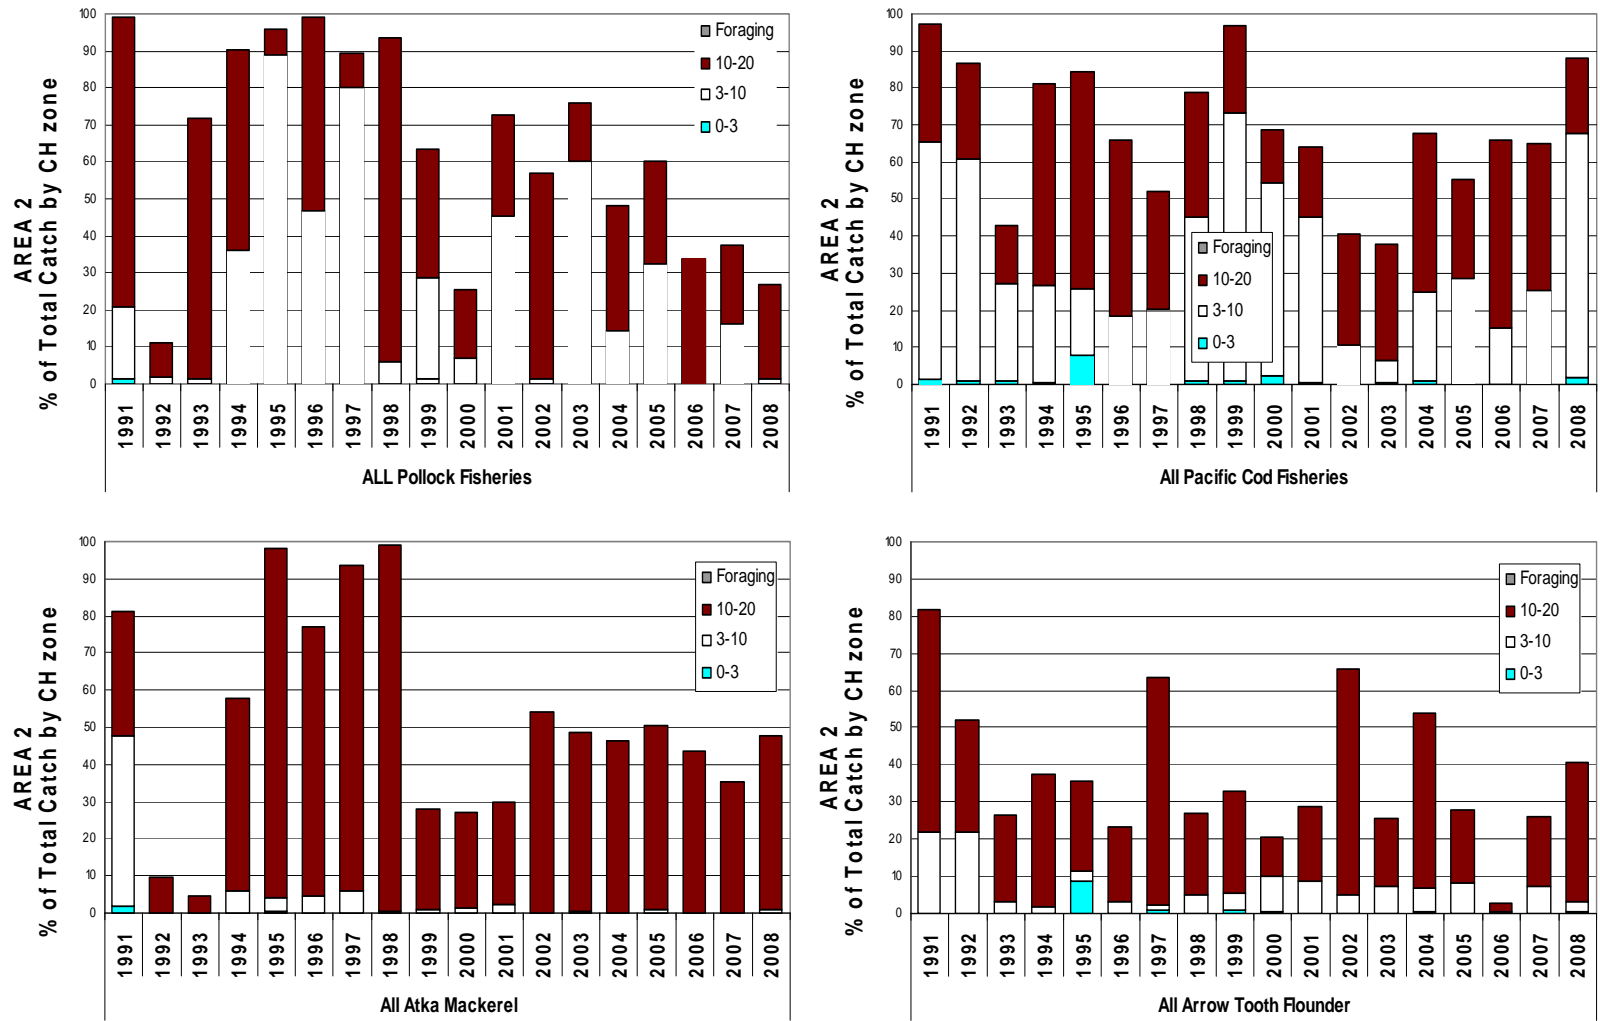 AREA 2
% of Total Catch by CH zone
100
90
80
70
60
50
40
30
20
10
0
Foraging
10-20
3-10
0-3
1991 1992 1993 1994 1995 1996 1997 1998 1999 2000 2001 2002 2003 2004 2005 2006 2007 2008
ALL Pollock Fisheries
AREA 2
% of Total Catch by CH zone
100
90
80
70
60
50
40
30
20
10
0
Foraging
10-20
3-10
0-3
1991 1992 1993 1994 1995 1996 1997 1998 1999 2000 2001 2002 2003 2004 2005 2006 2007 2008
All Pacific Cod Fisheries
AREA 2
% of Total Catch by CH zone
100
90
80
70
60
50
40
30
20
10
0
Foraging
10-20
3-10
0-3
1991 1992 1993 1994 1995 1996 1997 1998 1999 2000 2001 2002 2003 2004 2005 2006 2007 2008
All Atka Mackerel
AREA 2
% of Total Catch by CH zone
100
90
80
70
60
50
40
30
20
10
0
Foraging
10-20
3-10
0-3
1991 1992 1993 1994 1995 1996 1997 1998 1999 2000 2001 2002 2003 2004 2005 2006 2007 2008
All Arrow Tooth Flounder